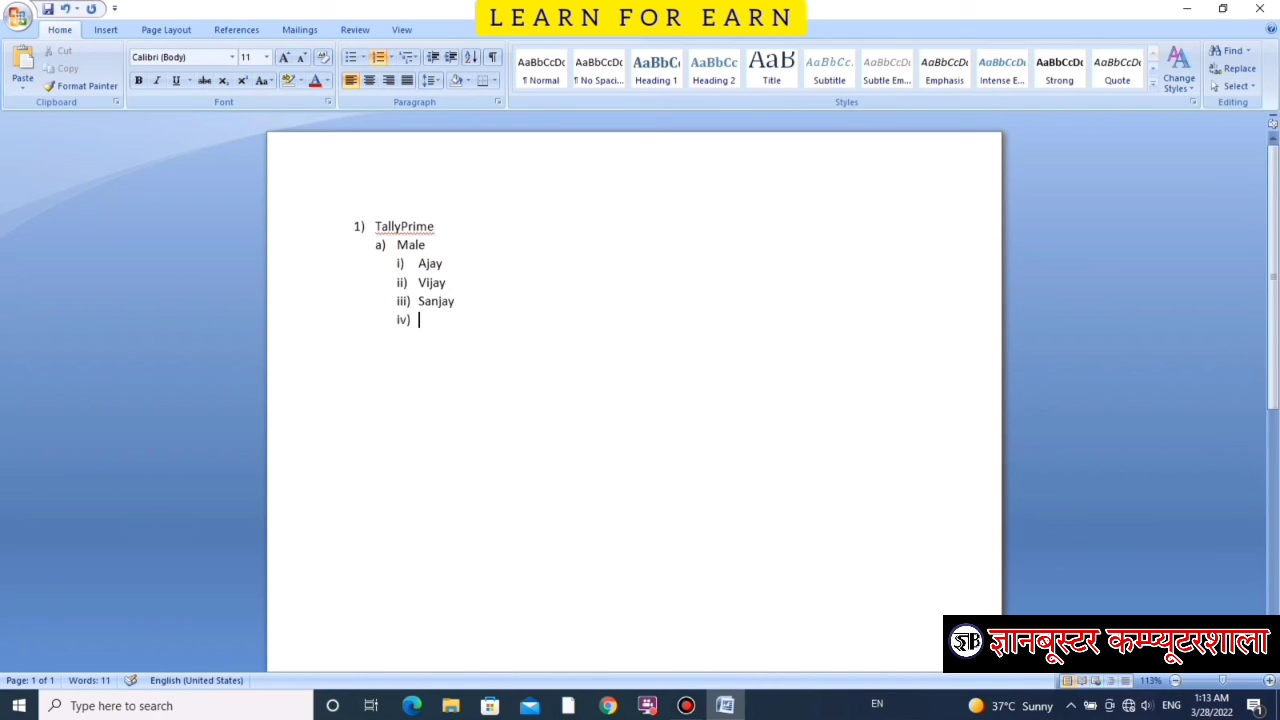 LEARN FOR EARN
Home Insert Page Layout References Mailings Review View
Paste
Cut
Copy
Format Painter
Clipboard
Calibri (Body) 11
Font
Paragraph
AaBbCcDc AaBbCcDc AaBbC AaBbCc AaB AaBbCc. AaBbCcDc AaBbCcDc AaBbCcDc AaBbCcDc AaBbCcDc
¶ Normal ¶ No Spaci... Heading 1 Heading 2 Title Subtitle Subtle Em... Emphasis Intense E... Strong Quote
Change Styles
Styles
Find
Replace
Select
Editing
1) TallyPrime
a) Male
i) Ajay
ii) Vijay
iii) Sanjay
iv)
ज्ञानबूस्टर कम्प्यूटरशाला
Page: 1 of 1 Words: 11 English (United States) 113%
Type here to search
EN
37°C Sunny
ENG
1:13 AM
3/28/2022